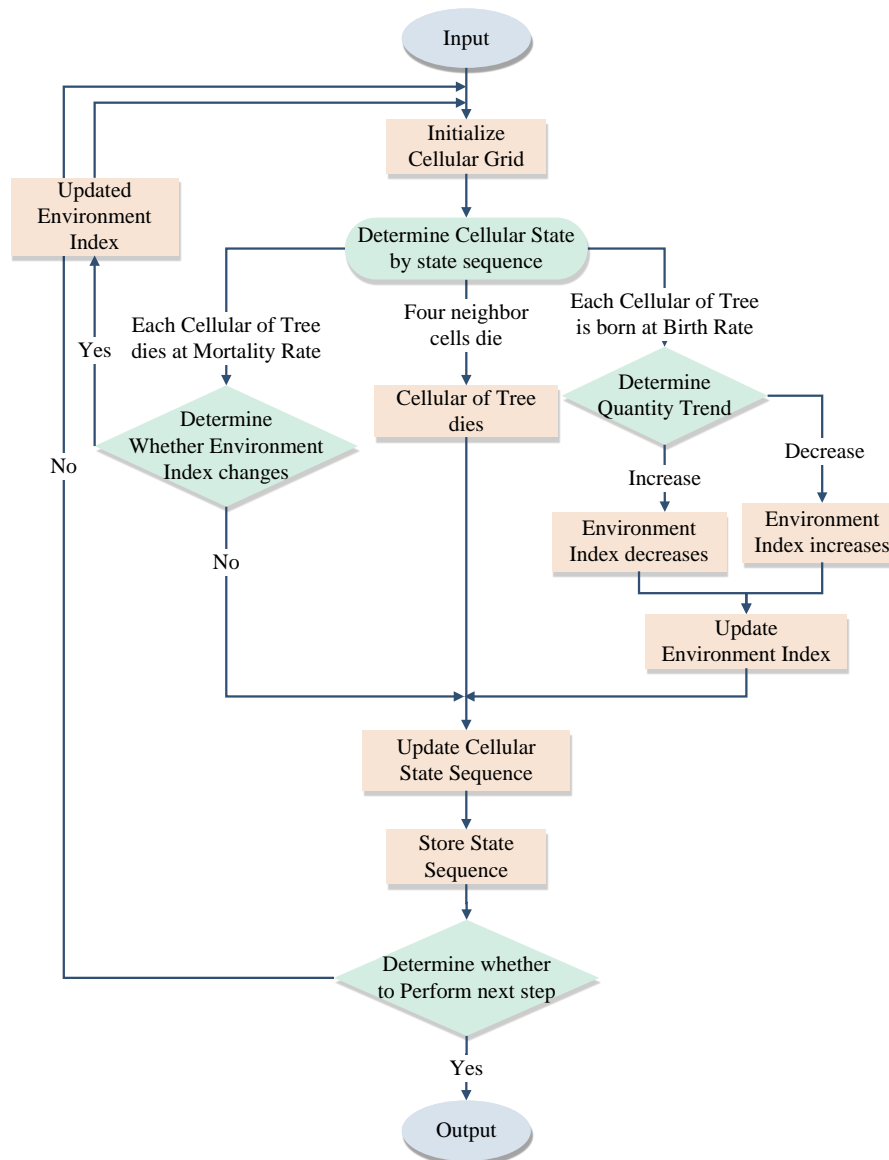 Input
Initialize
Cellular Grid
Updated
Environment
Index
Determine Cellular State
by state sequence
Each Cellular of Tree
dies at Mortality Rate
Four neighbor
cells die
Each Cellular of Tree
is born at Birth Rate
Yes
Determine
Whether Environment
Index changes
Cellular of Tree
dies
Determine
Quantity Trend
No
Increase
Decrease
Environment
Index decreases
Environment
Index increases
No
Update
Environment Index
Update Cellular
State Sequence
Store State
Sequence
Determine whether
to Perform next step
Yes
Output